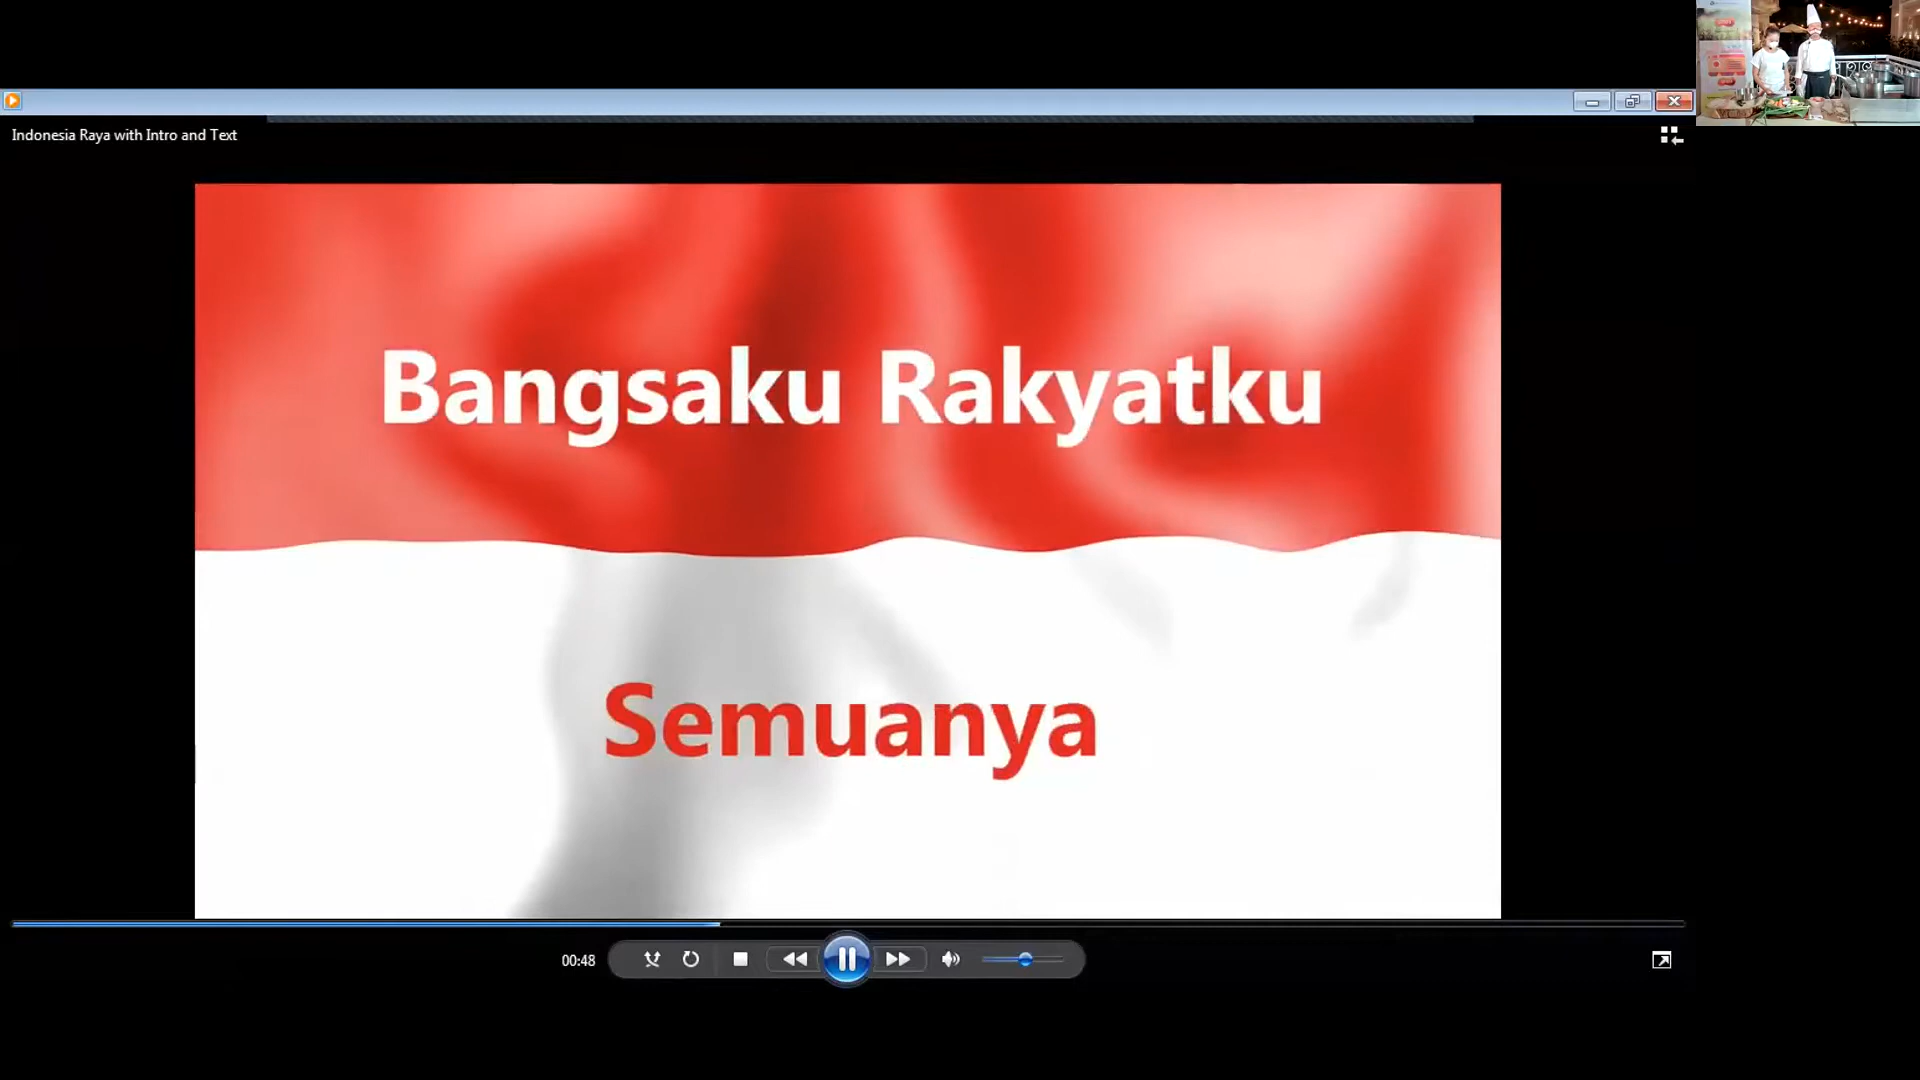 Indonesia Raya with Intro and Text
Bangsaku Rakyatku
Semuanya
00:48